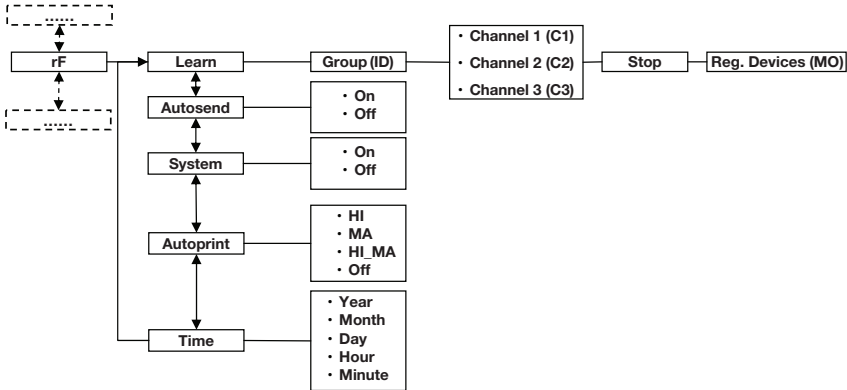 ......
rF
......
Learn
Group (ID)
• Channel 1 (C1)
• Channel 2 (C2)
• Channel 3 (C3)
Stop
Reg. Devices (MO)
Autosend
• On
• Off
System
• On
• Off
Autoprint
• HI
• MA
• HI_MA
• Off
Time
• Year
• Month
• Day
• Hour
• Minute